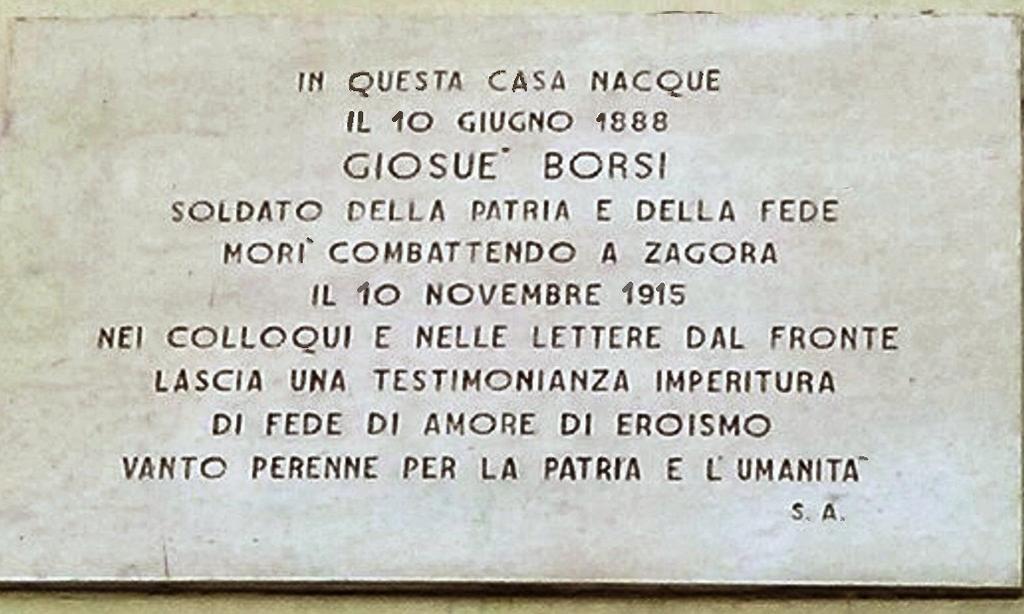 IN QUESTA CASA NACQUE
IL 10 GIUGNO 1888
GIOSUE` BORSI
SOLDATO DELLA PATRIA E DELLA FEDE
MORI` COMBATTENDO A ZAGORA
IL 10 NOVEMBRE 1915
NEI COLLOQUI E NELLE LETTERE DAL FRONTE
LASCIA UNA TESTIMONIANZA IMPERITURA
DI FEDE DI AMORE DI EROISMO
VANTO PERENNE PER LA PATRIA E L'UMANITA`
S. A.